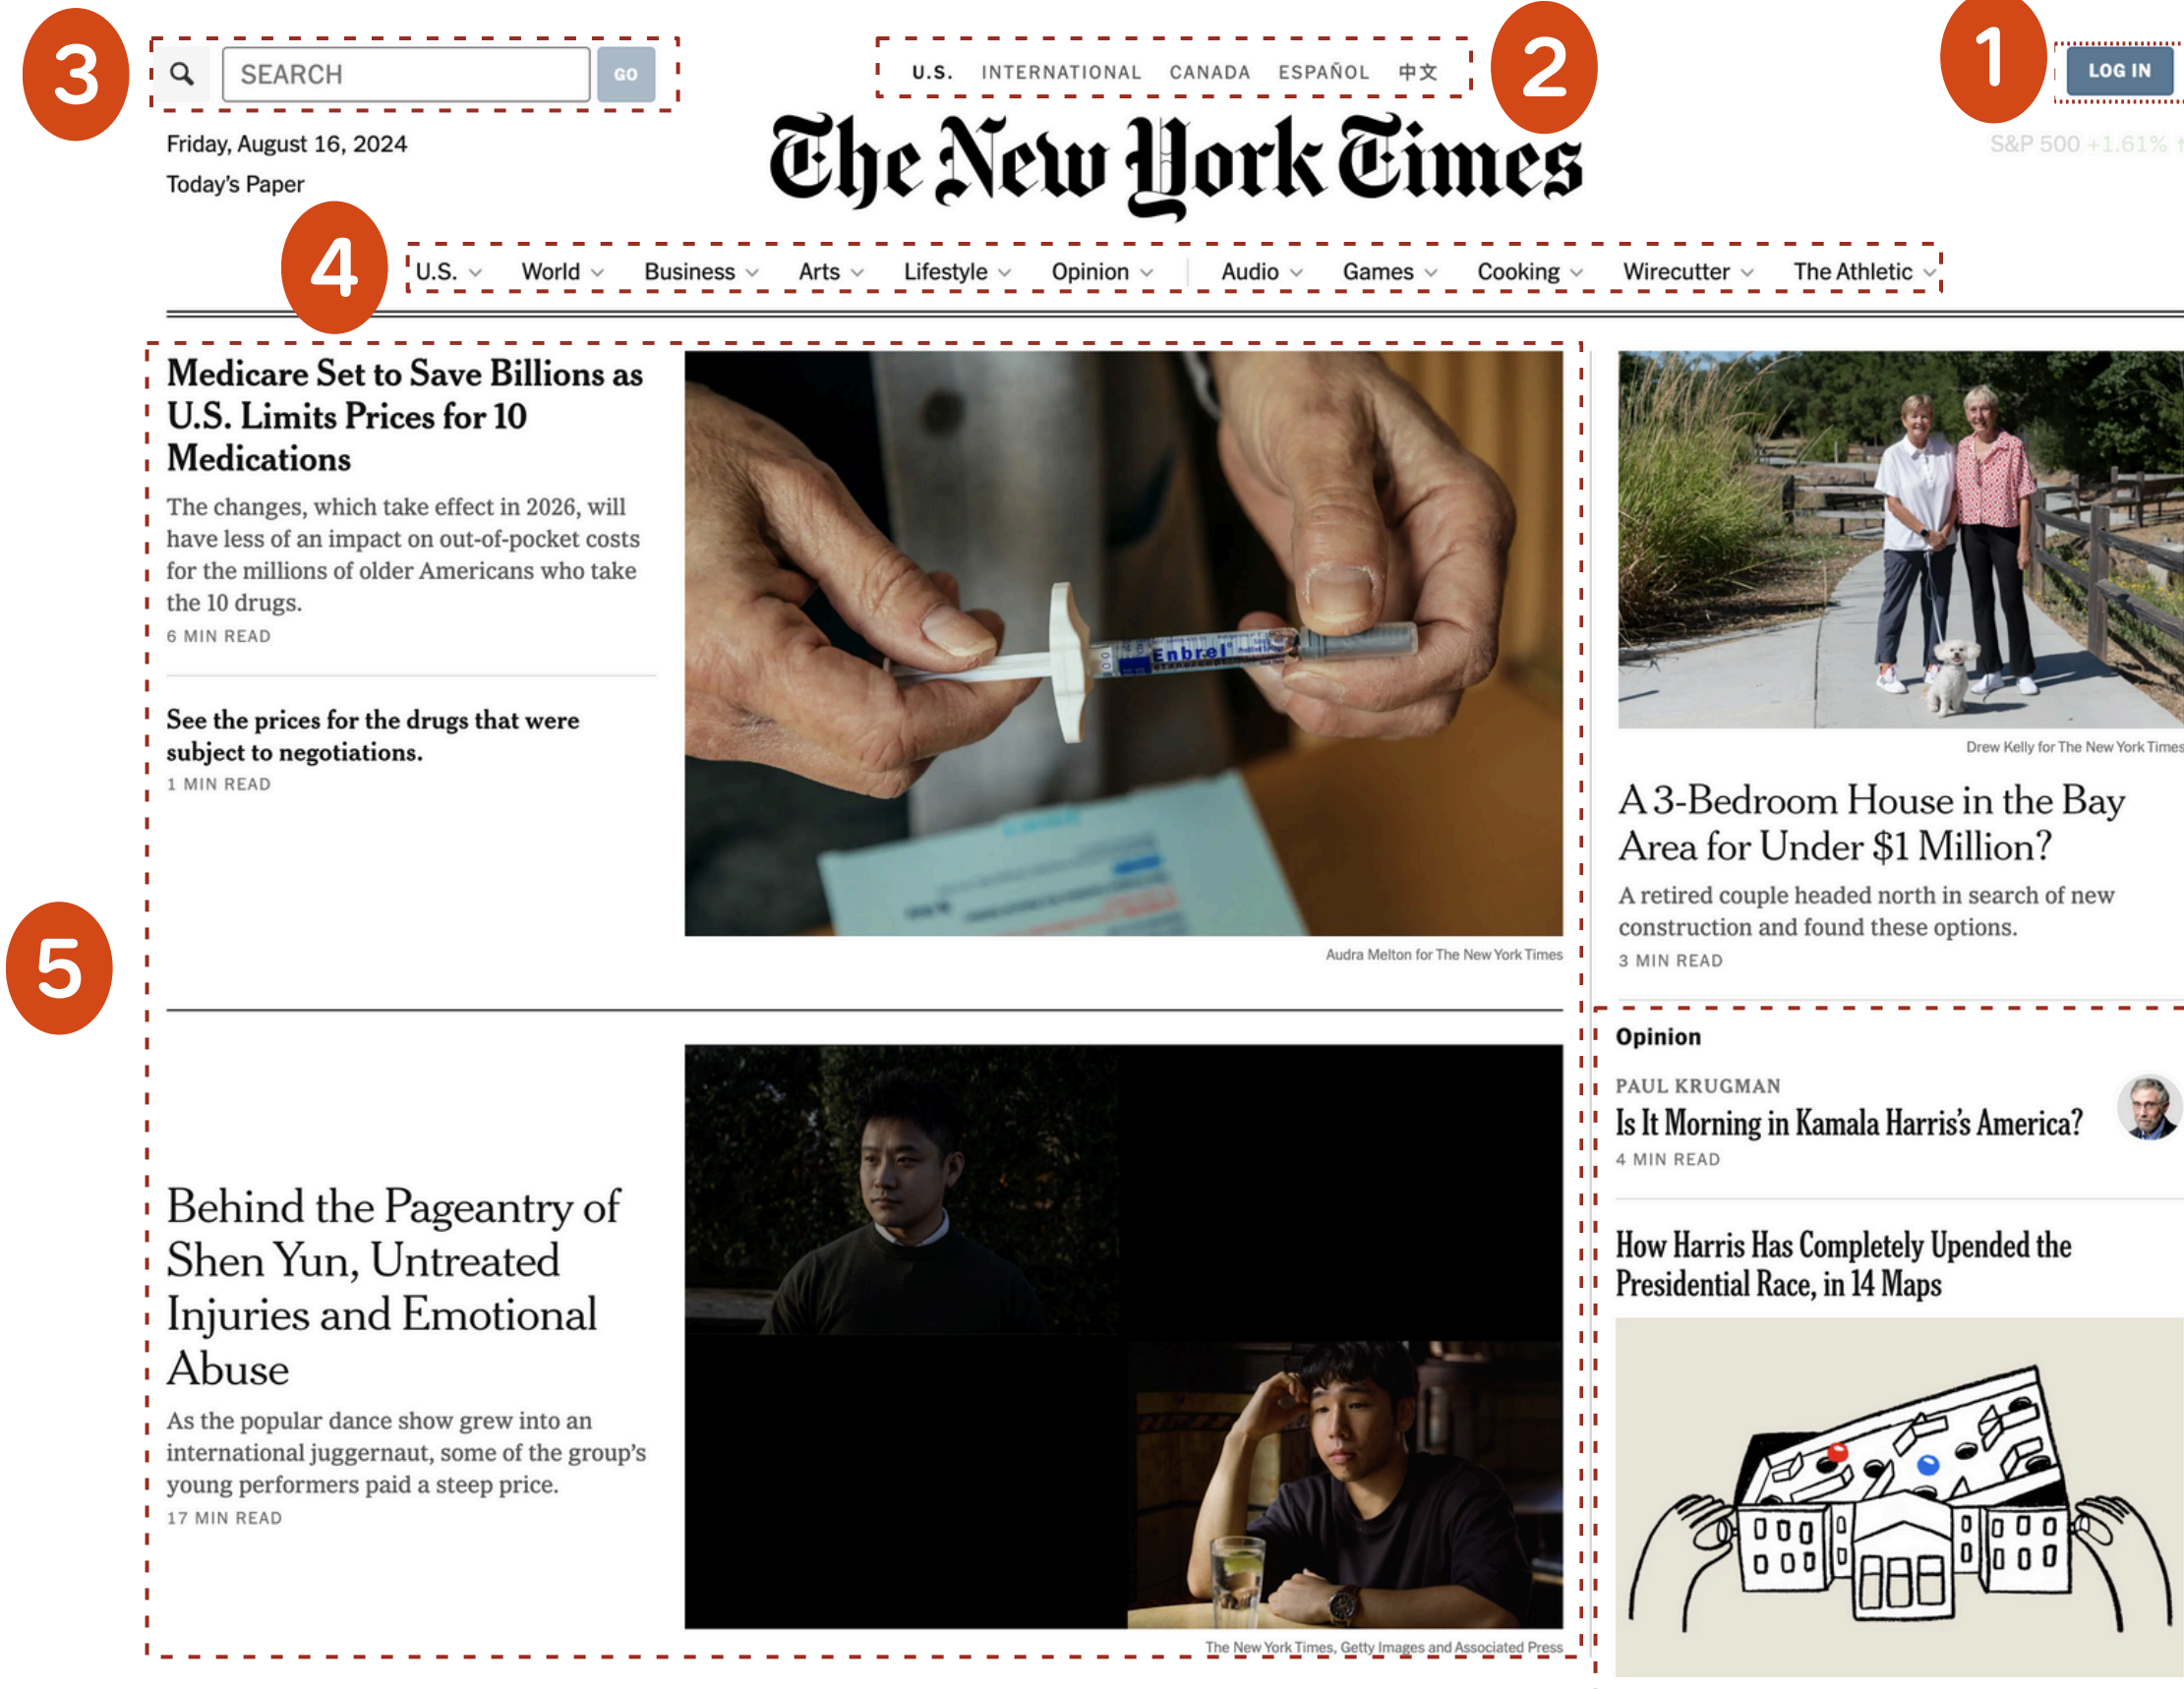 3
SEARCH
GO
U.S. INTERNATIONAL CANADA ESPAÑOL 中文
2
1
LOG IN
Friday, August 16, 2024
Today's Paper
The New York Times
S&P 500 +1.61% ↑
4
U.S. World Business Arts Lifestyle Opinion Audio Games Cooking Wirecutter The Athletic
5
Medicare Set to Save Billions as
U.S. Limits Prices for 10
Medications
The changes, which take effect in 2026, will
have less of an impact on out-of-pocket costs
for the millions of older Americans who take
the 10 drugs.
6 MIN READ
See the prices for the drugs that were
subject to negotiations.
1 MIN READ
Enbrel
Audra Melton for The New York Times
Behind the Pageantry of
Shen Yun, Untreated
Injuries and Emotional
Abuse
As the popular dance show grew into an
international juggernaut, some of the group's
young performers paid a steep price.
17 MIN READ
The New York Times, Getty Images and Associated Press
Drew Kelly for The New York Times
A 3-Bedroom House in the Bay
Area for Under $1 Million?
A retired couple headed north in search of new
construction and found these options.
3 MIN READ
Opinion
PAUL KRUGMAN
Is It Morning in Kamala Harris's America?
4 MIN READ
How Harris Has Completely Upended the
Presidential Race, in 14 Maps